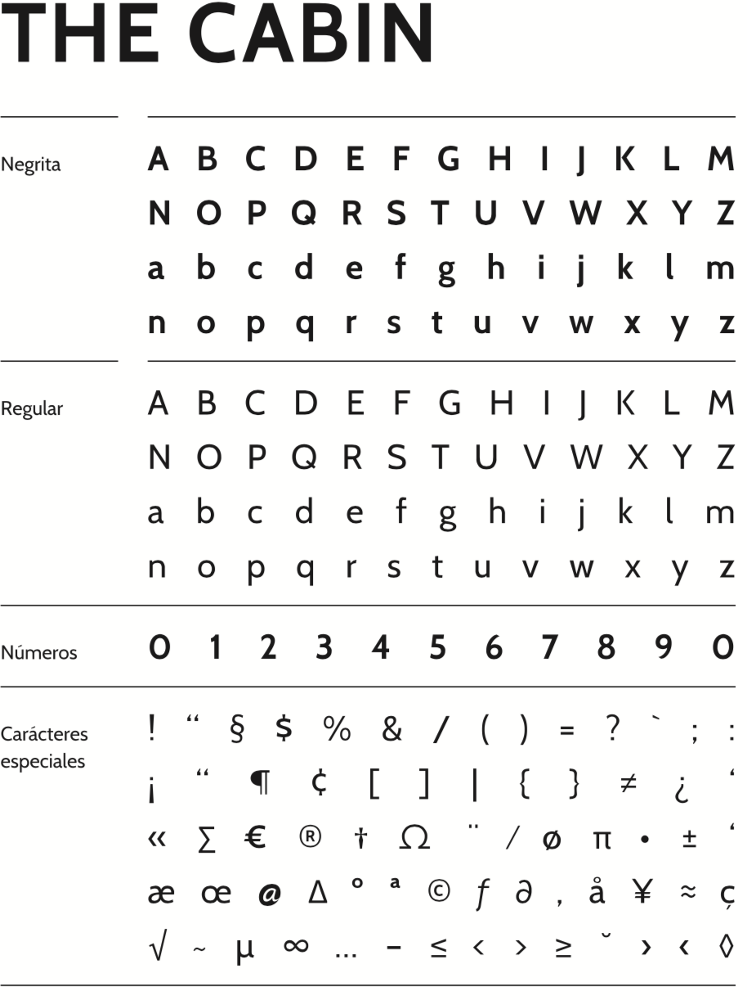 THE CABIN
Negrita
A B C D E F G H I J K L M
N O P Q R S T U V W X Y Z
a b c d e f g h i j k l m
n o p q r s t u v w x y z
Regular
A B C D E F G H I J K L M
N O P Q R S T U V W X Y Z
a b c d e f g h i j k l m
n o p q r s t u v w x y z
Números
0 1 2 3 4 5 6 7 8 9 0
Carácteres
especiales
! “ § $ % & / ( ) = ? ` ; :
¡ “ ¶ ¢ [ ] | { } ≠ ¿ ‘
« ∑ € ® † Ω ¨ ⁄ ø π • ± ‘
æ œ @ ∆ º ª © ƒ ∂ , å ¥ ≈ ç
√ ~ µ ∞ … – ≤ < > ≥ ˘ › ‹ ◊